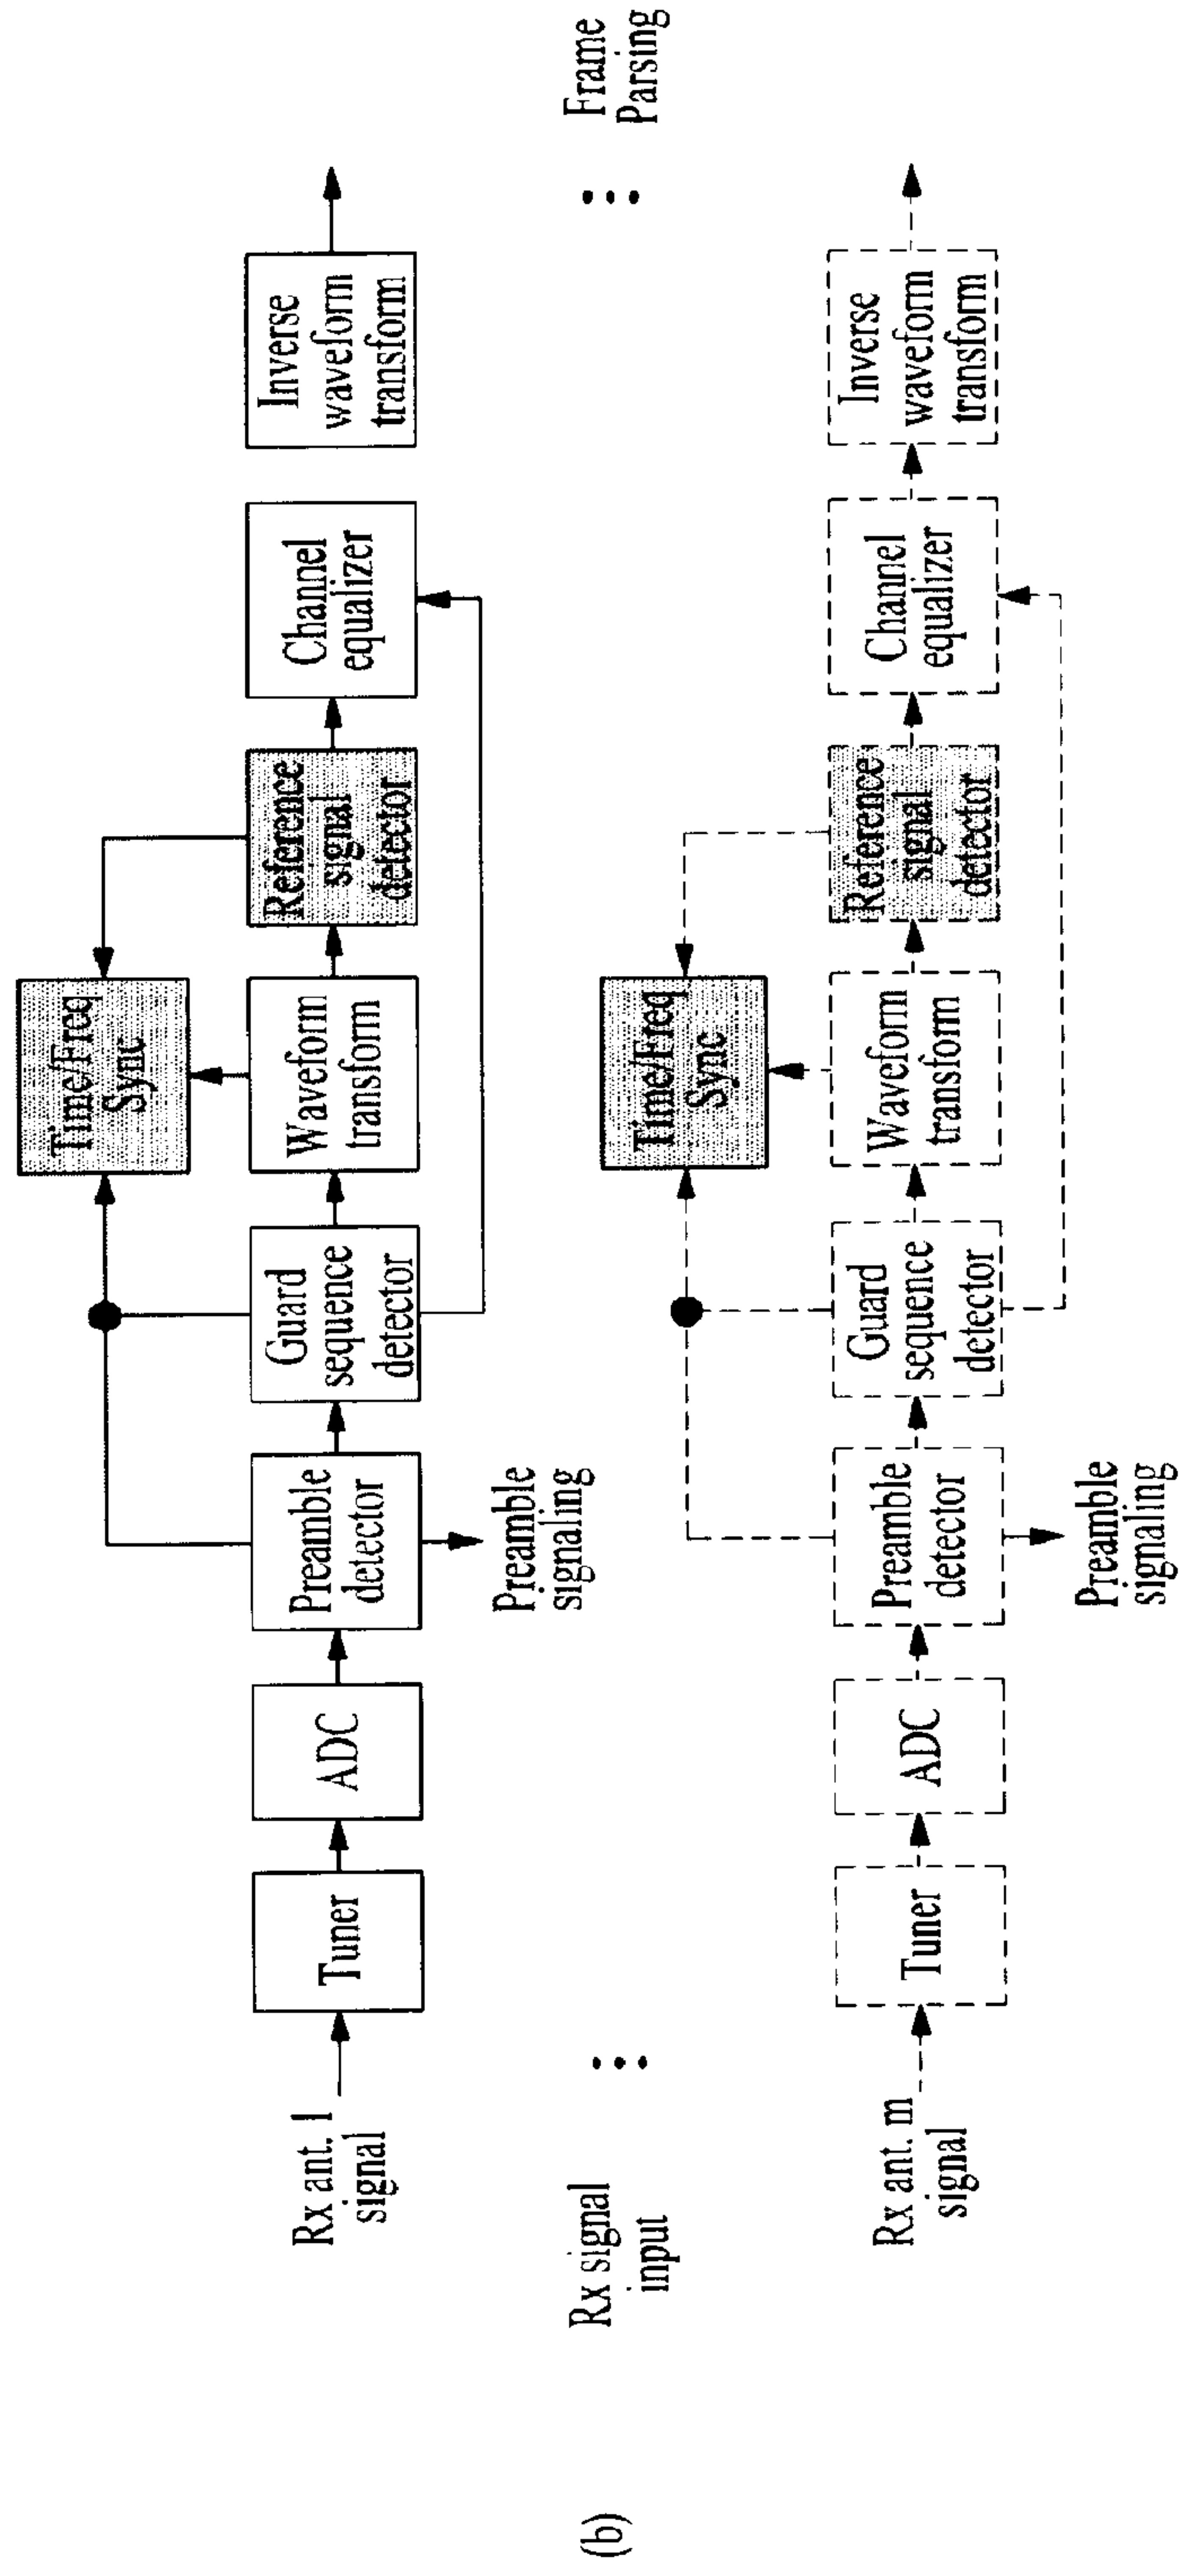 (b)
Rx signal
input
Rx ant. 1
signal
Tuner
ADC
Preamble
detector
Preamble
signaling
Guard
sequence
detector
Time/Freq
Sync
Waveform
transform
Reference
signal
detector
Channel
equalizer
Inverse
waveform
transform
Frame
Parsing
Rx ant. m
signal
Tuner
ADC
Preamble
detector
Preamble
signaling
Guard
sequence
detector
Time/Freq
Sync
Waveform
transform
Reference
signal
detector
Channel
equalizer
Inverse
waveform
transform